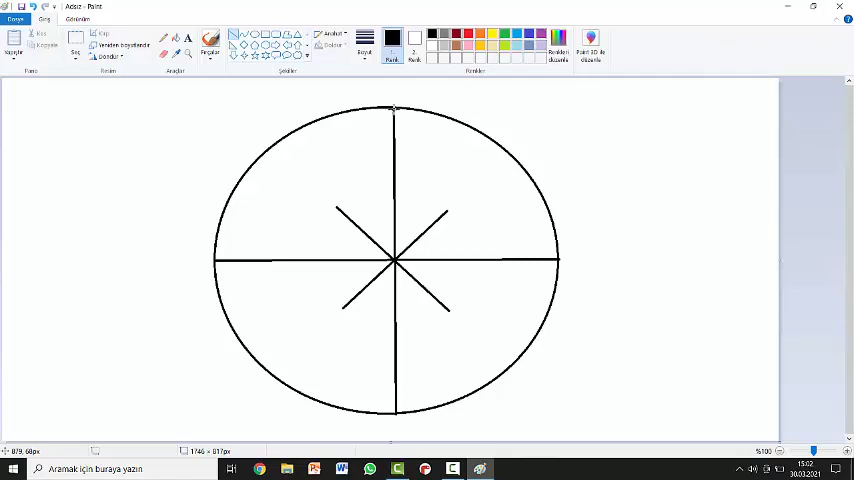 Adsız - Paint
Dosya Giriş Görünüm
Yapıştır
Kes
Kopyala
Pano
Seç
Kırp
Yeniden boyutlandır
Döndür
Resim
Araçlar
Fırçalar
Anahat
Doldur
Şekiller
Boyut
1. Renk
2. Renk
Renkler
Renkleri düzenle
Paint 3D ile düzenle
879, 68px
1746 × 817px
%100
Aramak için buraya yazın
15:02
30.03.2021